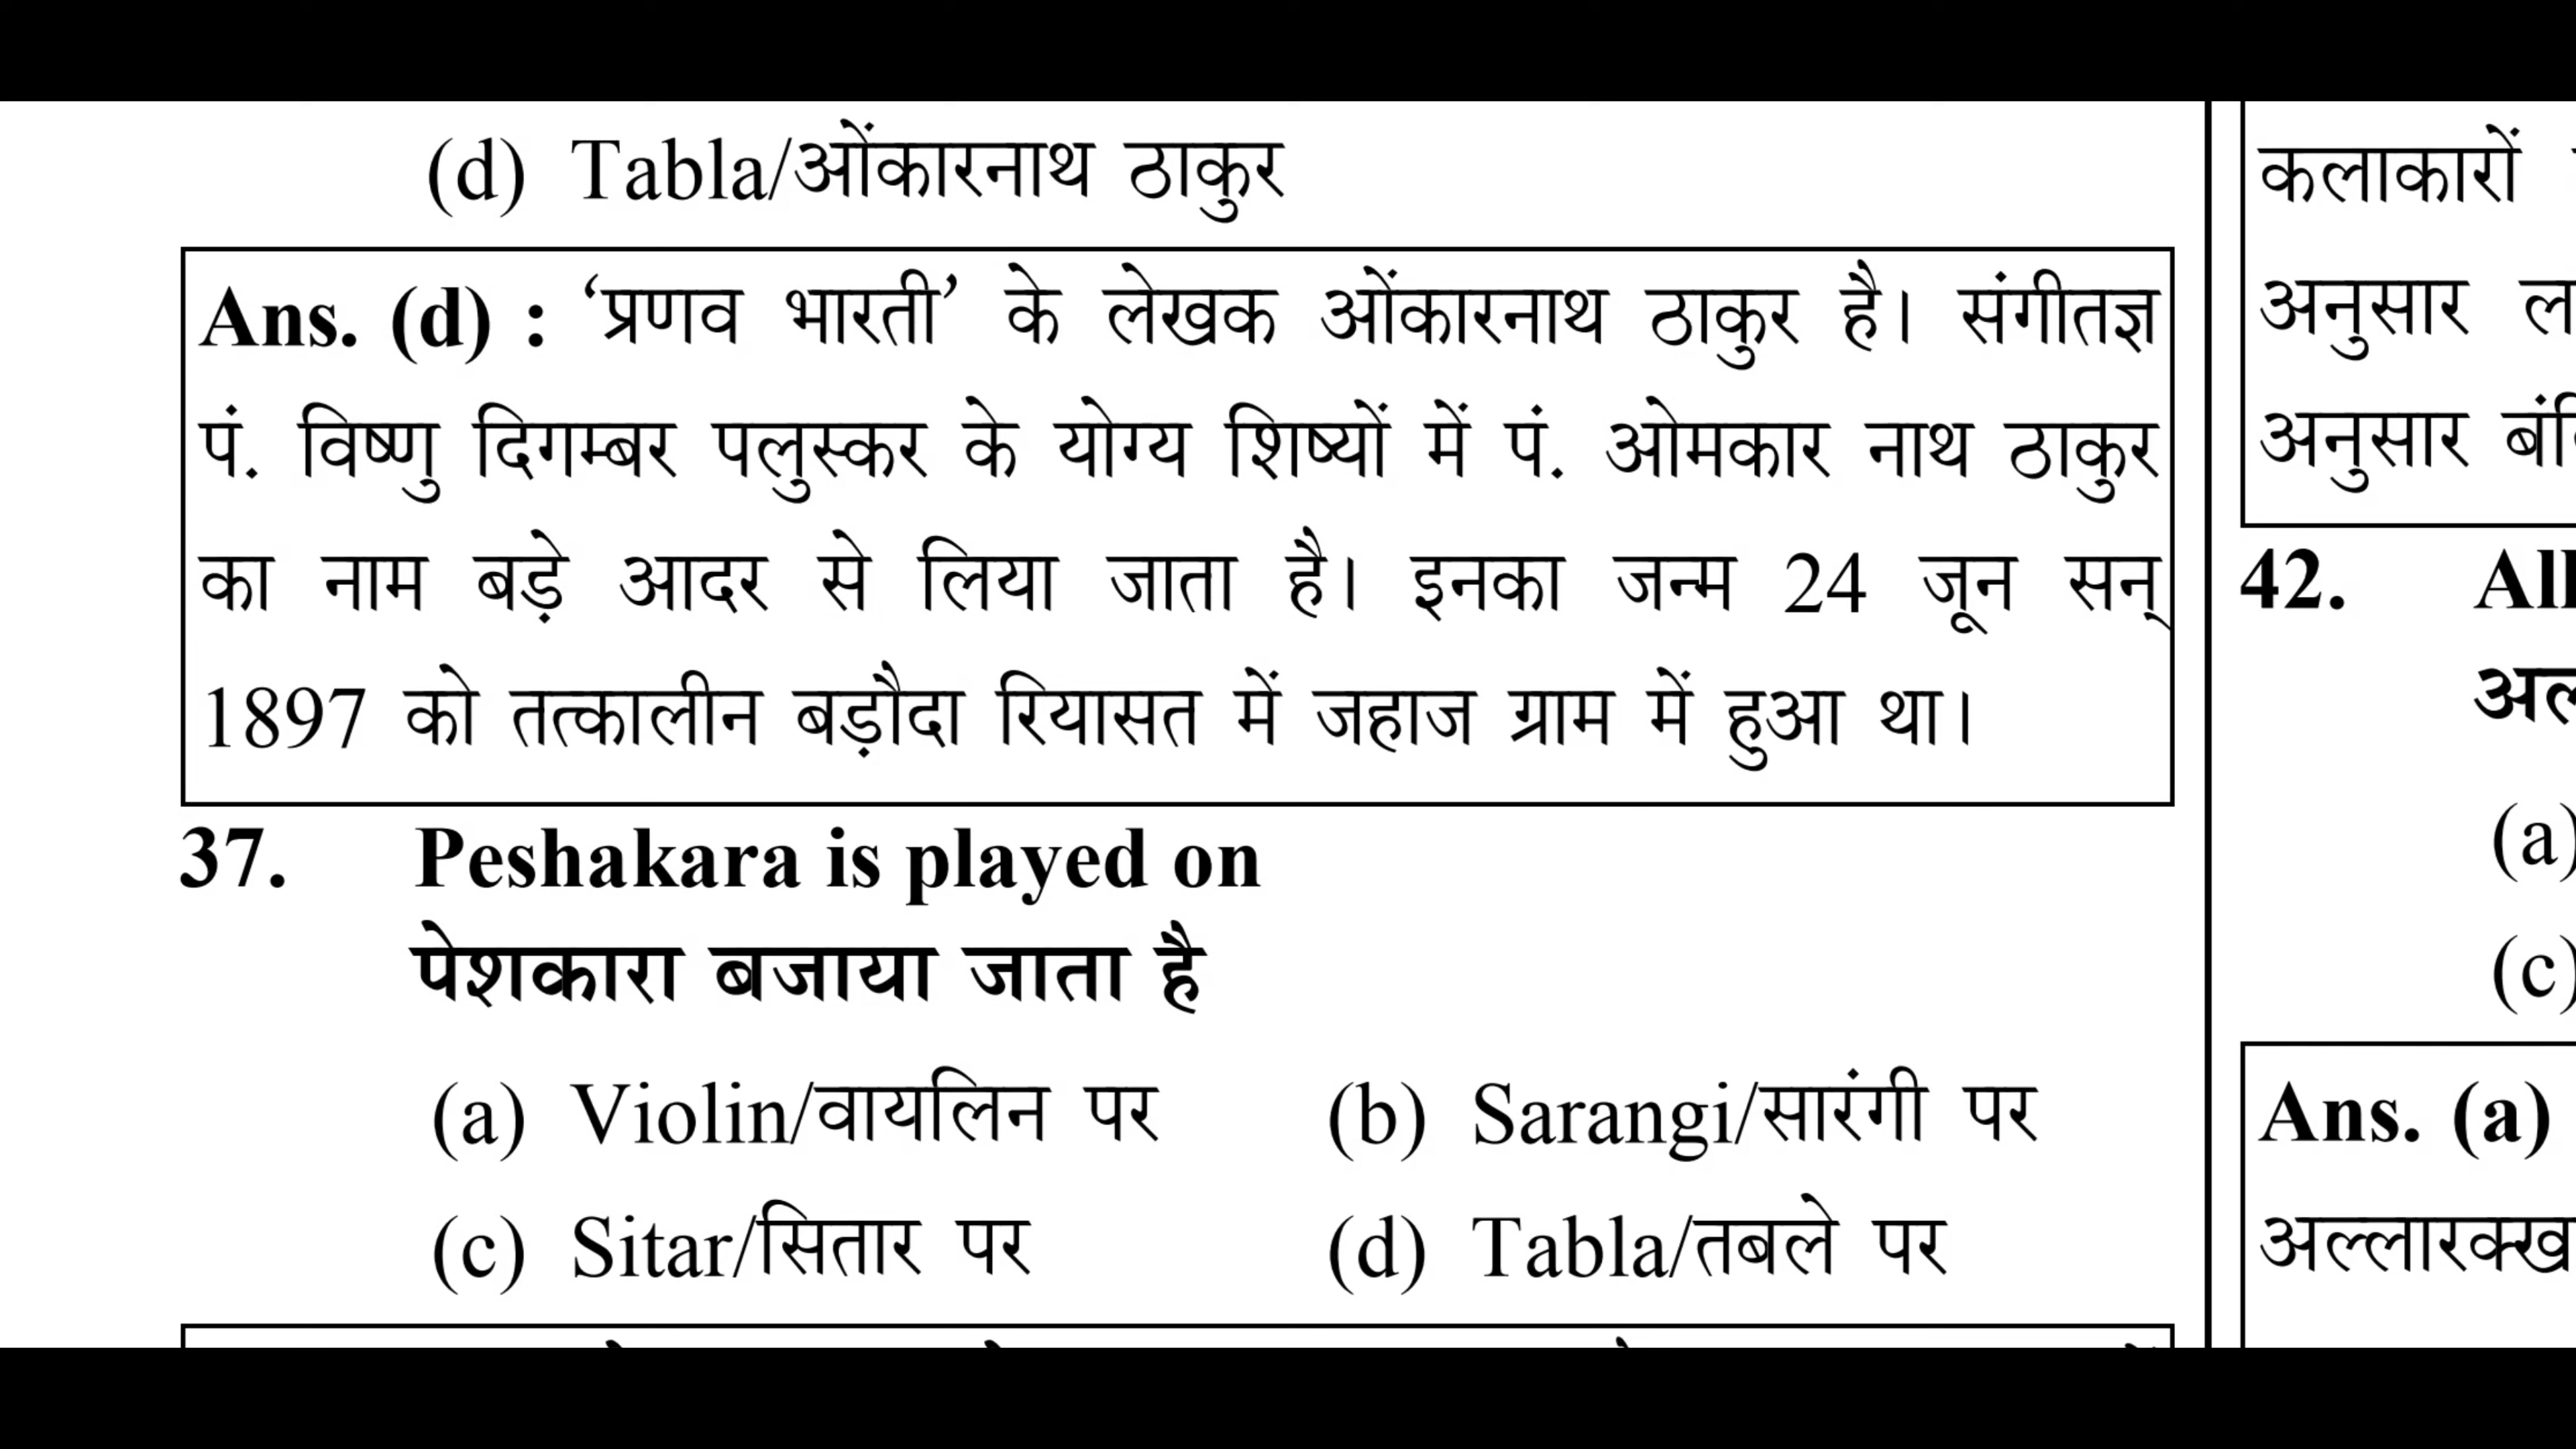 (d) Tabla/ओंकारनाथ ठाकुर
Ans. (d) : ‘प्रणव भारती’ के लेखक ओंकारनाथ ठाकुर है। संगीतज्ञ
पं. विष्णु दिगम्बर पलुस्कर के योग्य शिष्यों में पं. ओमकार नाथ ठाकुर
का नाम बड़े आदर से लिया जाता है। इनका जन्म 24 जून सन्
1897 को तत्कालीन बड़ौदा रियासत में जहाज ग्राम में हुआ था।
37. Peshakara is played on
पेशकारा बजाया जाता है
(a) Violin/वायलिन पर (b) Sarangi/सारंगी पर
(c) Sitar/सितार पर (d) Tabla/तबले पर
कलाकारों
अनुसार
अनुसार
42.
(a)
(c)
Ans. (a)